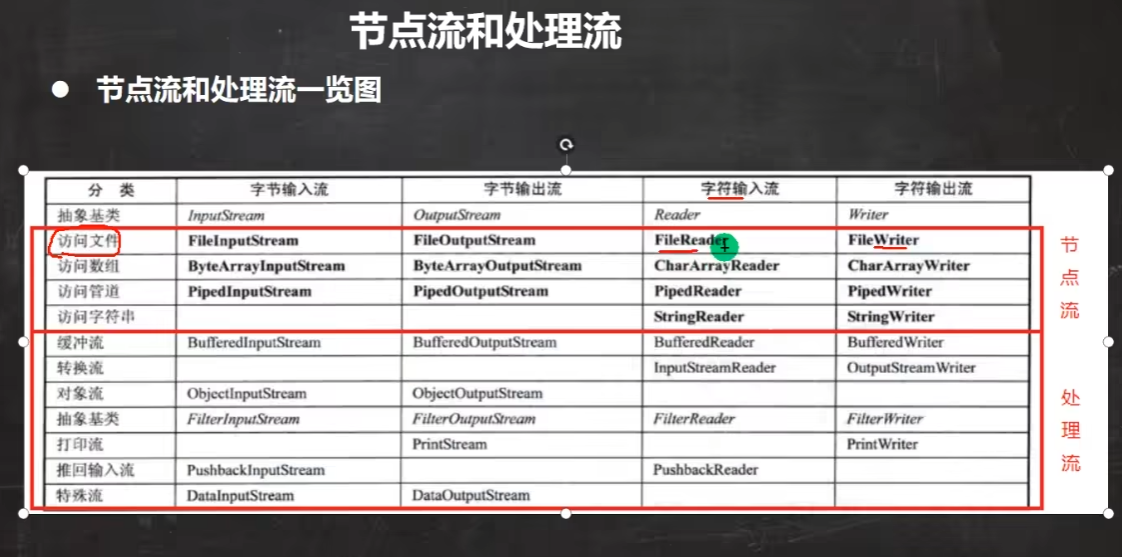 节点流和处理流
● 节点流和处理流一览图
分 类 字节输入流 字节输出流 字符输入流 字符输出流
抽象基类 InputStream OutputStream Reader Writer
访问文件 FileInputStream FileOutputStream FileReader FileWriter
访问数组 ByteArrayInputStream ByteArrayOutputStream CharArrayReader CharArrayWriter
访问管道 PipedInputStream PipedOutputStream PipedReader PipedWriter
访问字符串 StringReader StringWriter
节点流
缓冲流 BufferedInputStream BufferedOutputStream BufferedReader BufferedWriter
转换流 InputStreamReader OutputStreamWriter
对象流 ObjectInputStream ObjectOutputStream
抽象基类 FilterInputStream FilterOutputStream FilterReader FilterWriter
打印流 PrintStream PrintWriter
推回输入流 PushbackInputStream PushbackReader
特殊流 DataInputStream DataOutputStream
处理流